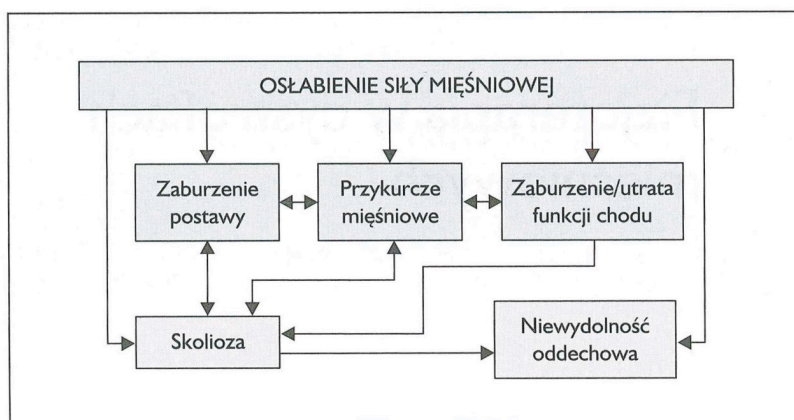 OSŁABIENIE SIŁY MIĘŚNIOWEJ
Zaburzenie
postawy
Przykurcze
mięśniowe
Zaburzenie/utrata
funkcji chodu
Skolioza
Niewydolność
oddechowa